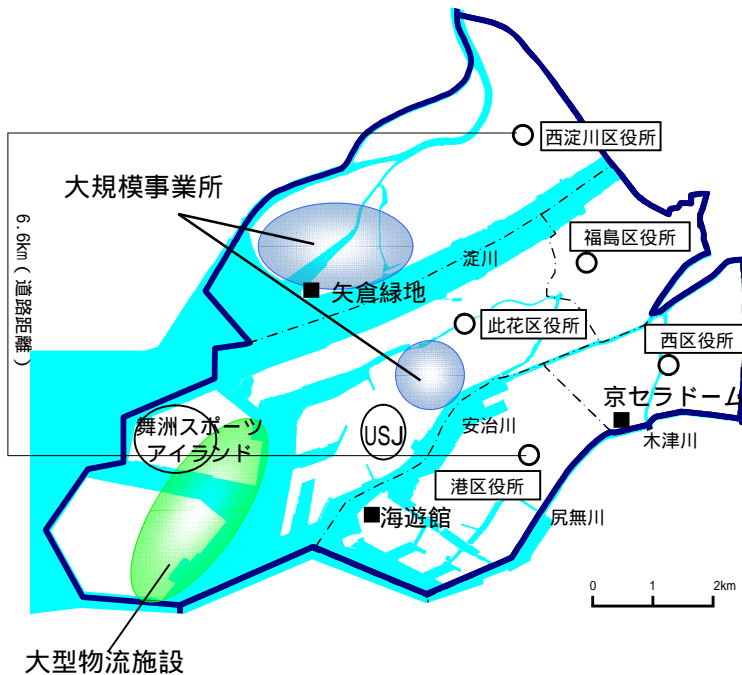 西淀川区役所
大規模事業所
6.6km(道路距離)
福島区役所
淀川
矢倉緑地
此花区役所
西区役所
京セラドーム
舞洲スポーツ
アイランド
USJ
安治川
木津川
港区役所
海遊館
尻無川
0 1 2km
大型物流施設